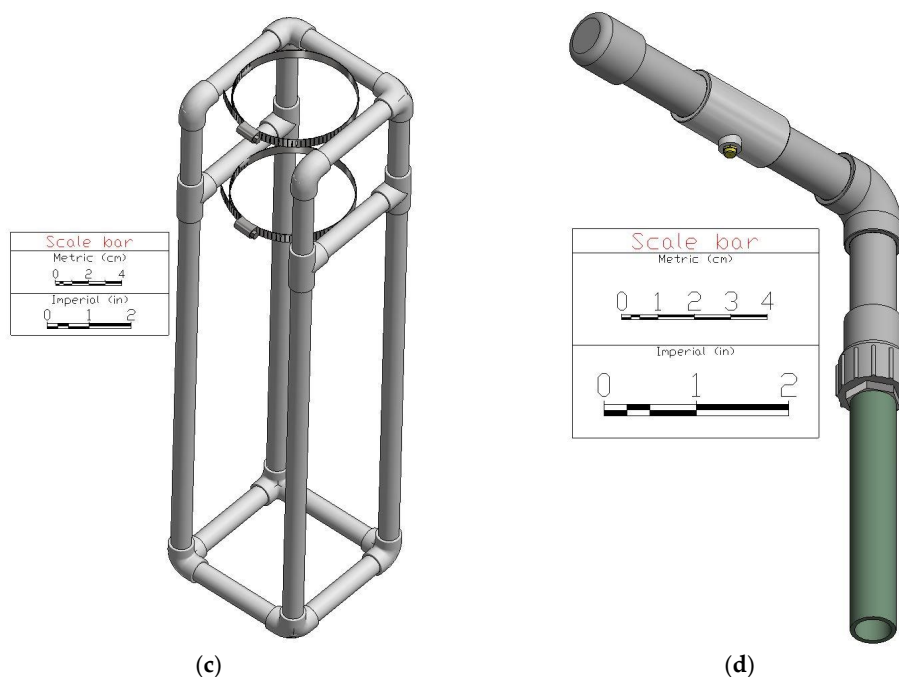 Scale bar
Metric (cm)
0 2 4
Imperial (in)
0 1 2
Scale bar
Metric (cm)
0 1 2 3 4
Imperial (in)
0 1 2
(c)
(d)